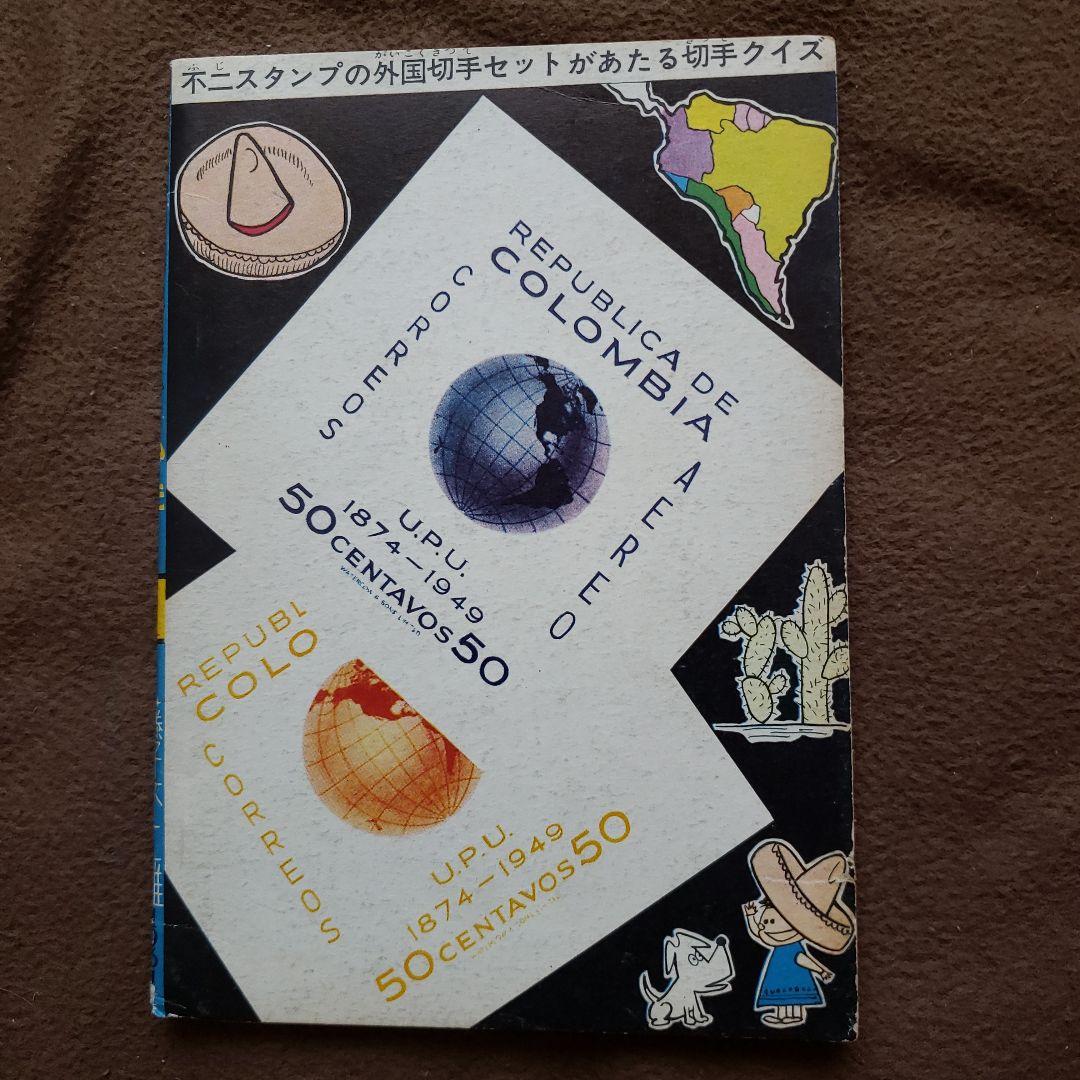 不二スタンプの外国切手セットがあたる切手クイズ
REPUBLICA DE
COLOMBIA
CORREOS
AEREO
U.P.U.
1874—1949
50 CENTAVOS 50
REPUBL
COLO
CORREOS
U.P.U.
1874—1949
50 CENTAVOS 50